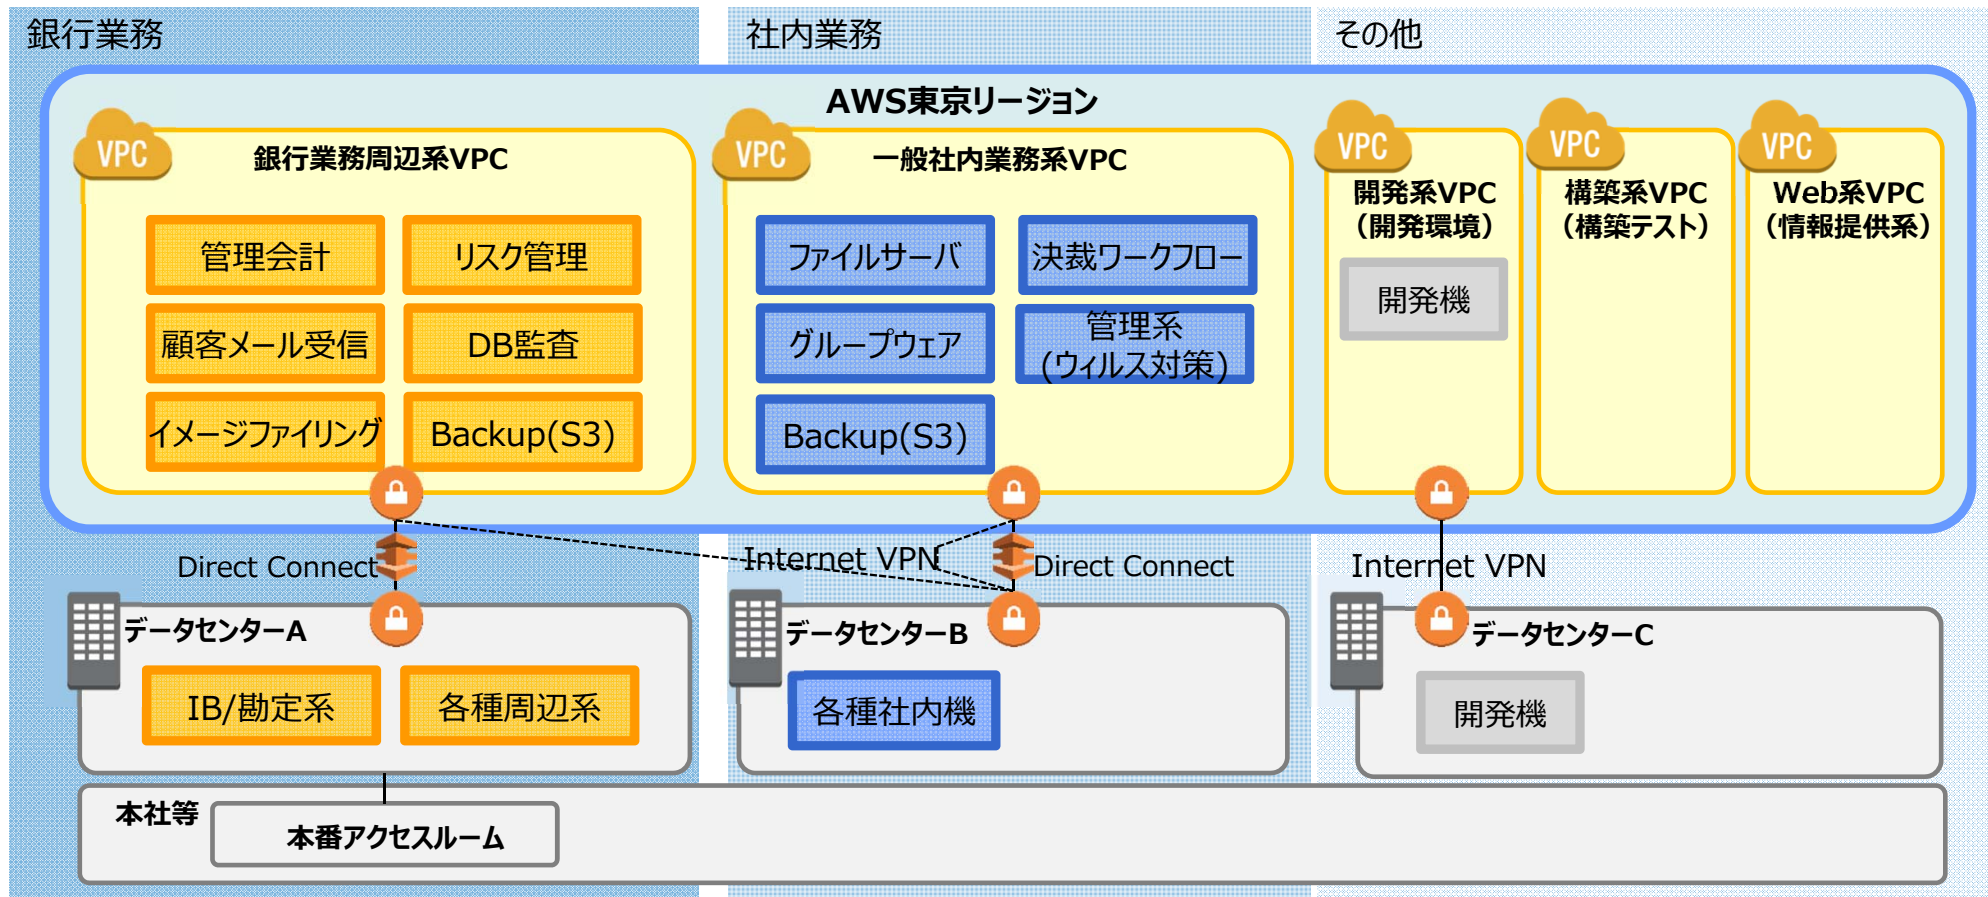 銀行業務
社内業務
その他
AWS東京リージョン
VPC
銀行業務周辺系VPC
管理会計
リスク管理
顧客メール受信
DB監査
イメージファイリング
Backup(S3)
VPC
一般社内業務系VPC
ファイルサーバ
決裁ワークフロー
グループウェア
管理系
(ウィルス対策)
Backup(S3)
VPC
開発系VPC
（開発環境）
開発機
VPC
構築系VPC
（構築テスト）
VPC
Web系VPC
（情報提供系）
Direct Connect
Internet VPN
Direct Connect
Internet VPN
データセンターA
IB/勘定系
各種周辺系
データセンターB
各種社内機
データセンターC
開発機
本社等
本番アクセスルーム